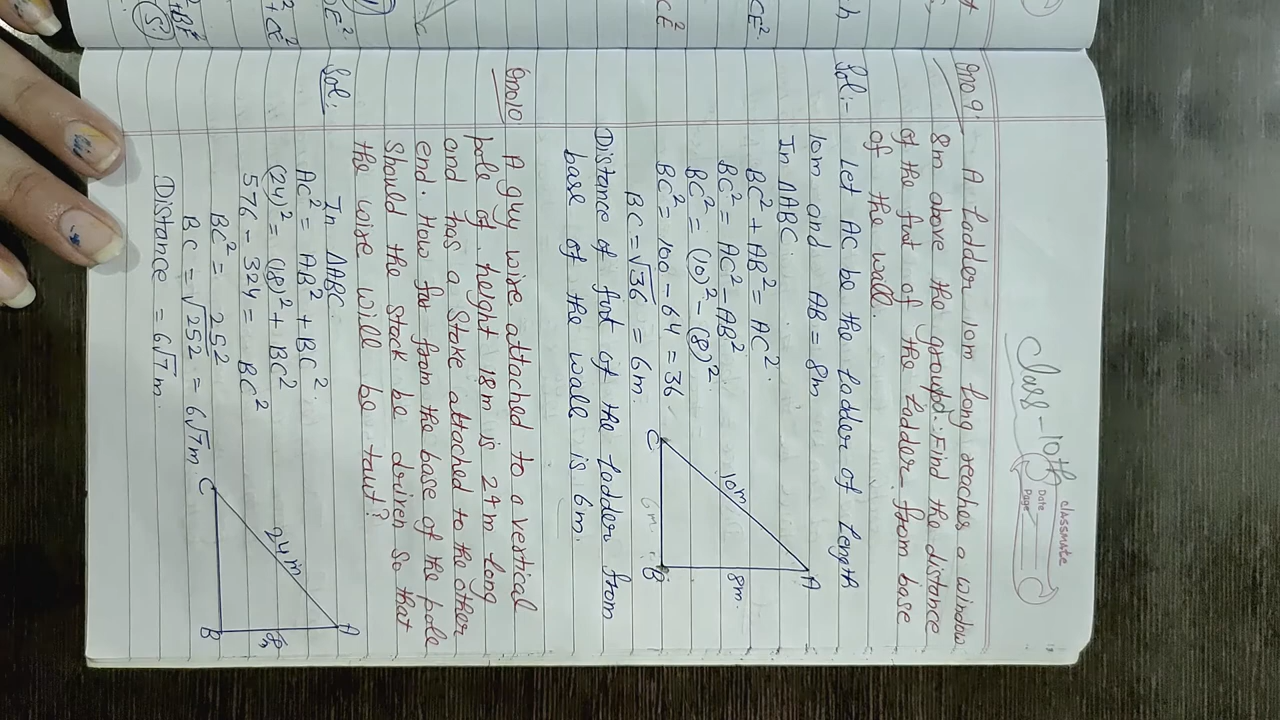 classmate
Date
Page
Class - 10th
Qno9. A ladder 10m long reaches a window
8m above the ground. Find the distance
of the foot of the ladder from base
of the wall.
Sol:- Let AC be the ladder of length
10m and AB = 8m
In ΔABC.
BC² + AB² = AC².
BC² = AC² - AB²
BC² = (10)² - (8)².
BC² = 100 - 64 = 36
BC = √36 = 6m.
A
10m
8m.
C
6m.
B
Distance of foot of the ladder from
base of the wall is 6m.
Qno10 A guy wire attached to a vertical
pole of height 18m is 24m long
and has a Stake attached to the other
end. How far from the base of the pole
Should the stack be driven So that
the wire will be taut?
Sol:
In ΔABC.
AC² = AB² + BC².
(24)² = (18)² + BC²
576 - 324 = BC²
BC² = 25²
BC = √252 = 6√7 m
Distance = 6√7 m.
A
24m
C
B
CE²
CE²